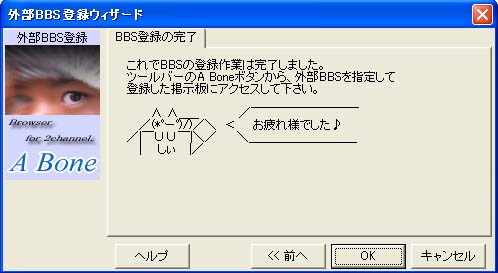 外部BBS登録ウィザード
外部BBS登録
Browser
for 2channel.
A Bone
BBS登録の完了
これでBBSの登録作業は完了しました。
ツールバーのA Boneボタンから、外部BBSを指定して
登録した掲示板にアクセスして下さい。
お疲れ様でした♪
しぃ
ヘルプ
<< 前へ
OK
キャンセル